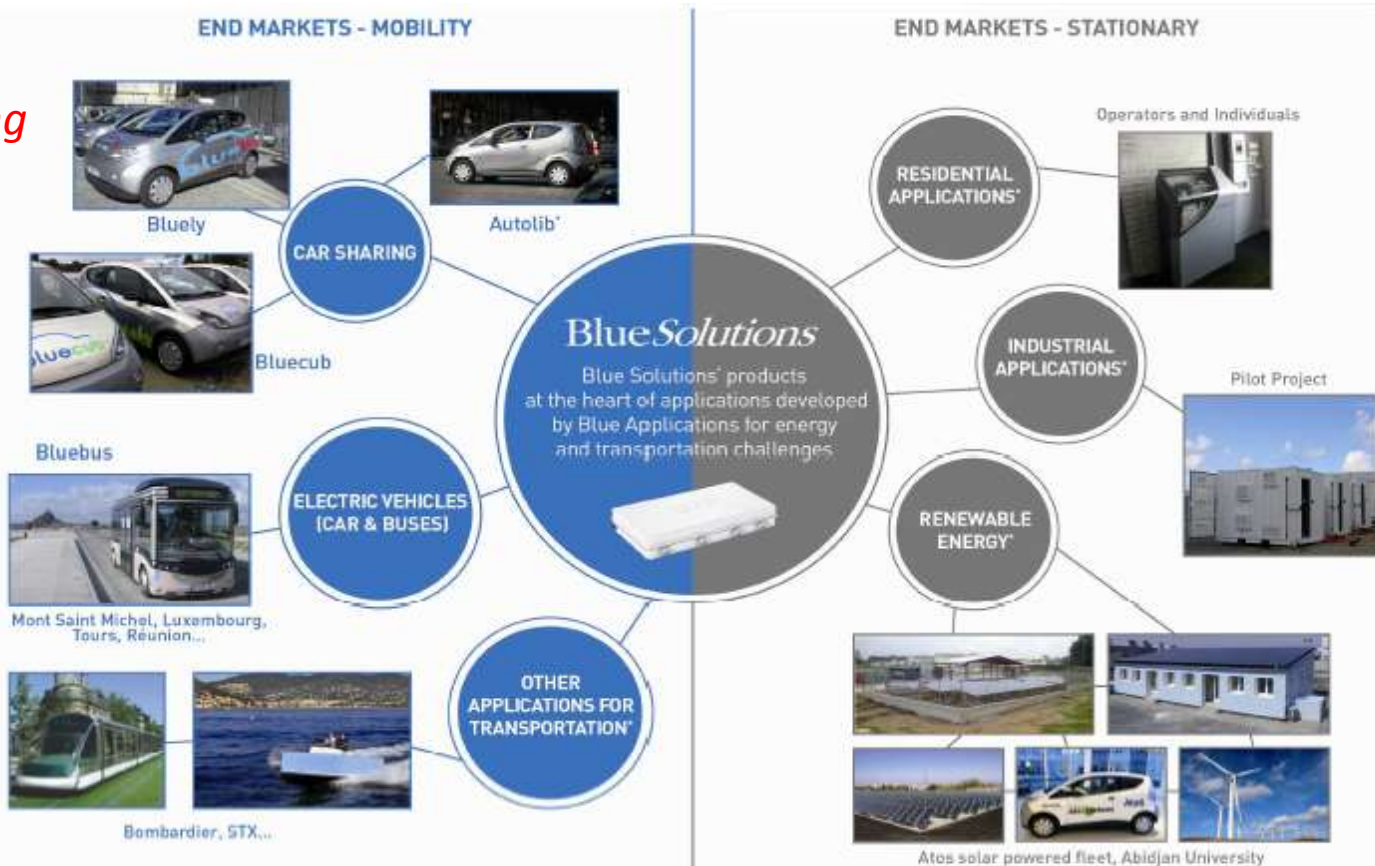 END MARKETS - MOBILITY
END MARKETS - STATIONARY
g
Bluely
Autolib*
CAR SHARING
Bluecub
Bluebus
ELECTRIC VEHICLES
(CAR & BUSES)
Mont Saint Michel, Luxembourg,
Tours, Réunion...
OTHER
APPLICATIONS FOR
TRANSPORTATION*
Bombardier, STX...
BlueSolutions
Blue Solutions' products
at the heart of applications developed
by Blue Applications for energy
and transportation challenges
RESIDENTIAL
APPLICATIONS*
Operators and Individuals
INDUSTRIAL
APPLICATIONS*
Pilot Project
RENEWABLE
ENERGY*
Atos solar powered fleet, Abidjan University